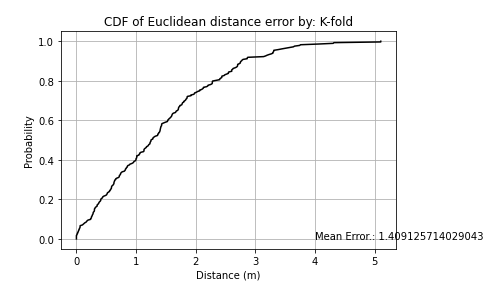 CDF of Euclidean distance error by: K-fold
1.0
0.8
0.6
0.4
0.2
0.0
Probability
Mean Error.: 1.409125714029043
0 1 2 3 4 5
Distance (m)